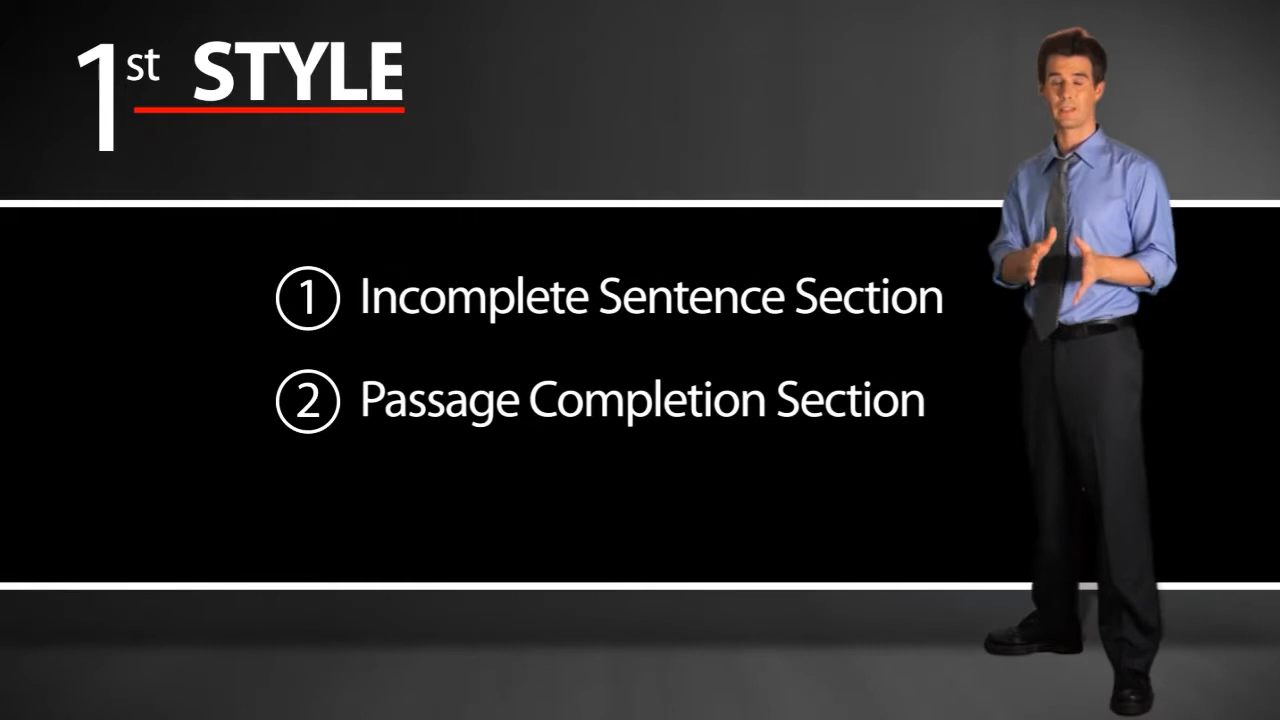 1st STYLE
1 Incomplete Sentence Section
2 Passage Completion Section